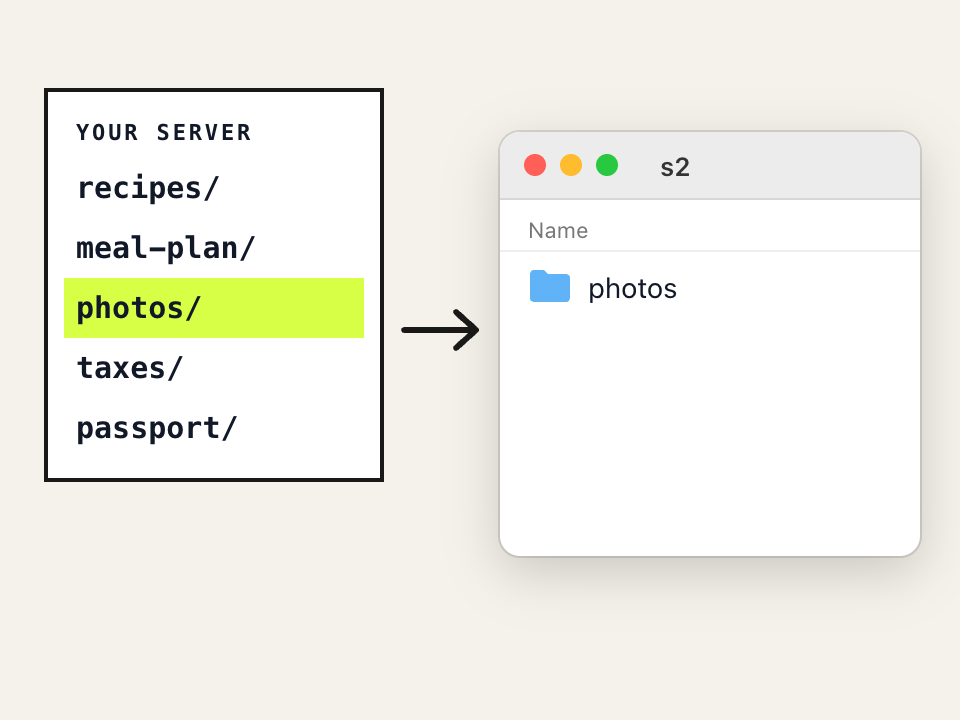 YOUR SERVER
recipes/
meal-plan/
photos/
taxes/
passport/
s2
Name
photos